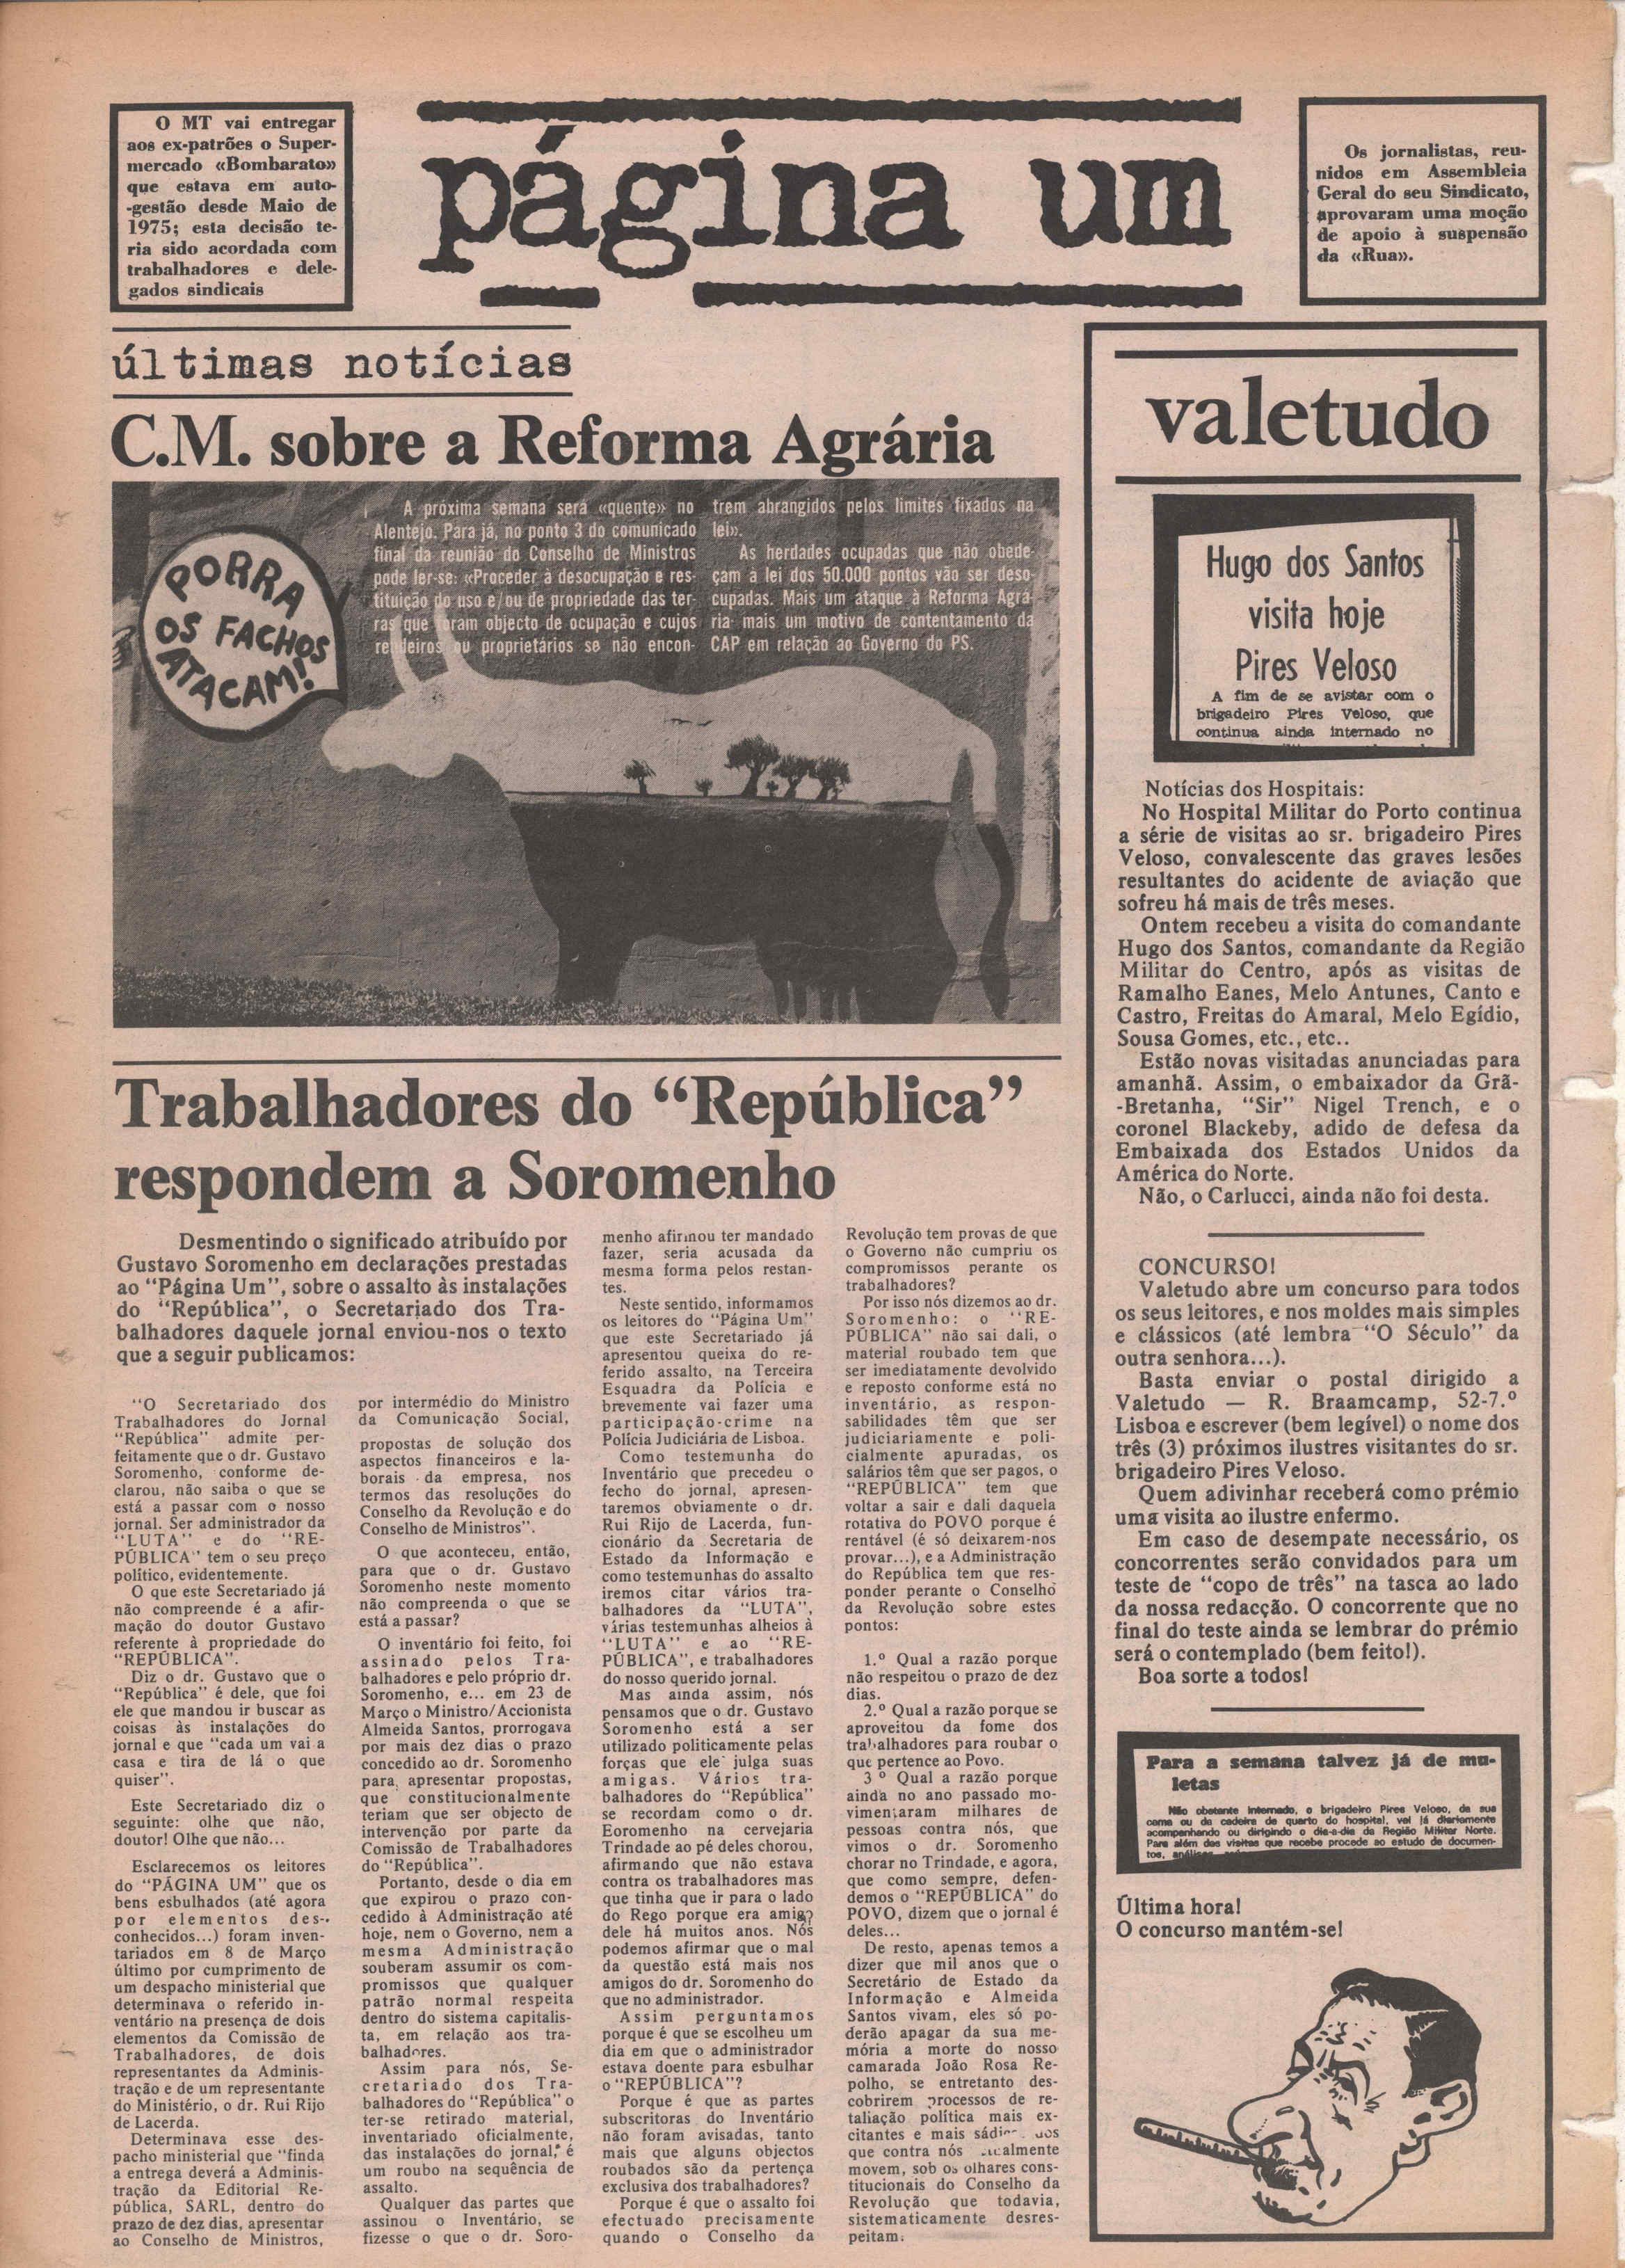 O MT vai entregar
aos ex-patrões o Super-
mercado «Bombarato»
que estava em auto-
-gestão desde Maio de
1975; esta decisão te-
ria sido acordada com
trabalhadores e dele-
gados sindicais
página um
Os jornalistas, reu-
nidos em Assembleia
Geral do seu Sindicato,
aprovaram uma moção
de apoio à suspensão
da «Rua».
últimas notícias
C.M. sobre a Reforma Agrária
PORRA
OS FACHOS
ATACAM!
A próxima semana será «quente» no
Alentejo. Para já, no ponto 3 do comunicado
final da reunião do Conselho de Ministros
pode ler-se: «Proceder à desocupação e res-
tituição do uso e/ou de propriedade das ter-
ras que foram objecto de ocupação e cujos
rendeiros ou proprietários se não encon-
trem abrangidos pelos limites fixados na
lei».
As herdades ocupadas que não obede-
çam à lei dos 50.000 pontos vão ser deso-
cupadas. Mais um ataque à Reforma Agrá-
ria mais um motivo de contentamento da
CAP em relação ao Governo do PS.
Trabalhadores do "República"
respondem a Soromenho
Desmentindo o significado atribuído por
Gustavo Soromenho em declarações prestadas
ao "Página Um", sobre o assalto às instalações
do "República", o Secretariado dos Tra-
balhadores daquele jornal enviou-nos o texto
que a seguir publicamos:
"O Secretariado dos
Trabalhadores do Jornal
"República" admite per-
feitamente que o dr. Gustavo
Soromenho, conforme de-
clarou, não saiba o que se
está a passar com o nosso
jornal. Ser administrador da
"LUTA" e do "RE-
PÚBLICA" tem o seu preço
político, evidentemente.
O que este Secretariado já
não compreende é a afir-
mação do doutor Gustavo
referente à propriedade do
"REPÚBLICA".
Diz o dr. Gustavo que o
"República" é dele, que foi
ele que mandou ir buscar as
coisas às instalações do
jornal e que "cada um vai a
casa e tira de lá o que
quiser".
Este Secretariado diz o
seguinte: olhe que não,
doutor! Olhe que não...
Esclarecemos os leitores
do "PÁGINA UM" que os
bens esbulhados (até agora
por elementos des-
conhecidos...) foram inven-
tariados em 8 de Março
último por cumprimento de
um despacho ministerial que
determinava o referido in-
ventário na presença de dois
elementos da Comissão de
Trabalhadores, de dois
representantes da Adminis-
tração e de um representante
do Ministério, o dr. Rui Rijo
de Lacerda.
Determinava esse des-
pacho ministerial que "finda
a entrega deverá a Adminis-
tração da Editorial Re-
pública, SARL, dentro do
prazo de dez dias, apresentar
ao Conselho de Ministros,
por intermédio do Ministro
da Comunicação Social,
propostas de solução dos
aspectos financeiros e la-
borais da empresa, nos
termos das resoluções do
Conselho da Revolução e do
Conselho de Ministros".
O que aconteceu, então,
para que o dr. Gustavo
Soromenho neste momento
não compreenda o que se
está a passar?
O inventário foi feito, foi
assinado pelos Tra-
balhadores e pelo próprio dr.
Soromenho, e... em 23 de
Março o Ministro/Accionista
Almeida Santos, prorrogava
por mais dez dias o prazo
concedido ao dr. Soromenho
para apresentar propostas,
que constitucionalmente
teriam que ser objecto de
intervenção por parte da
Comissão de Trabalhadores
do "República".
Portanto, desde o dia em
que expirou o prazo con-
cedido à Administração até
hoje, nem o Governo, nem a
mesma Administração
souberam assumir os com-
promissos que qualquer
patrão normal respeita
dentro do sistema capitalis-
ta, em relação aos tra-
balhadores.
Assim para nós, Se-
cretariado dos Tra-
balhadores do "República" o
ter-se retirado material,
inventariado oficialmente,
das instalações do jornal, é
um roubo na sequência de
assalto.
Qualquer das partes que
assinou o Inventário, se
fizesse o que o dr. Soro-
menho afirmou ter mandado
fazer, seria acusada da
mesma forma pelos restan-
tes.
Neste sentido, informamos
os leitores do "Página Um"
que este Secretariado já
apresentou queixa do re-
ferido assalto, na Terceira
Esquadra da Polícia e
brevemente vai fazer uma
participação-crime na
Polícia Judiciária de Lisboa.
Como testemunha do
Inventário que precedeu o
fecho do jornal, apresen-
taremos obviamente o dr.
Rui Rijo de Lacerda, fun-
cionário da Secretaria de
Estado da Informação e
como testemunhas do assalto
iremos citar vários tra-
balhadores da "LUTA",
várias testemunhas alheios à
"LUTA" e ao "RE-
PÚBLICA", e trabalhadores
do nosso querido jornal.
Mas ainda assim, nós
pensamos que o dr. Gustavo
Soromenho está a ser
utilizado politicamente pelas
forças que ele julga suas
amigas. Vários tra-
balhadores do "República"
se recordam como o dr.
Eoromenho na cervejaria
Trindade ao pé deles chorou,
afirmando que não estava
contra os trabalhadores mas
que tinha que ir para o lado
do Rego porque era amigo
dele há muitos anos. Nós
podemos afirmar que o mal
da questão está mais nos
amigos do dr. Soromenho do
que no administrador.
Assim perguntamos
porque é que se escolheu um
dia em que o administrador
estava doente para esbulhar
o "REPÚBLICA"?
Porque é que as partes
subscritoras do Inventário
não foram avisadas, tanto
mais que alguns objectos
roubados são da pertença
exclusiva dos trabalhadores?
Porque é que o assalto foi
efectuado precisamente
quando o Conselho da
Revolução tem provas de que
o Governo não cumpriu os
compromissos perante os
trabalhadores?
Por isso nós dizemos ao dr.
Soromenho: o "RE-
PÚBLICA" não sai dali, o
material roubado tem que
ser imediatamente devolvido
e reposto conforme está no
inventário, as respon-
sabilidades têm que ser
judiciariamente e poli-
cialmente apuradas, os
salários têm que ser pagos, o
"REPÚBLICA" tem que
voltar a sair e dali daquela
rotativa do POVO porque é
rentável (é só deixarem-nos
provar...), e a Administração
do República tem que res-
ponder perante o Conselho
da Revolução sobre estes
pontos:
1.º Qual a razão porque
não respeitou o prazo de dez
dias.
2.º Qual a razão porque se
aproveitou da fome dos
trabalhadores para roubar o
que pertence ao Povo.
3º Qual a razão porque
ainda no ano passado mo-
vimentaram milhares de
pessoas contra nós, que
vimos o dr. Soromenho
chorar no Trindade, e agora,
que como sempre, defen-
demos o "REPÚBLICA" do
POVO, dizem que o jornal é
deles...
De resto, apenas temos a
dizer que mil anos que o
Secretário de Estado da
Informação e Almeida
Santos vivam, eles só po-
derão apagar da sua me-
mória a morte do nosso
camarada João Rosa Re-
polho, se entretanto des-
cobrirem processos de re-
taliação política mais ex-
citantes e mais dos
que contra nós
movem, sob os olhares cons-
titucionais do Conselho da
Revolução que todavia,
sistematicamente desres-
peitam.
valetudo
Hugo dos Santos
visita hoje
Pires Veloso
A fim de se avistar com o
brigadeiro Pires Veloso, que
continua ainda internado no
Notícias dos Hospitais:
No Hospital Militar do Porto continua
a série de visitas ao sr. brigadeiro Pires
Veloso, convalescente das graves lesões
resultantes do acidente de aviação que
sofreu há mais de três meses.
Ontem recebeu a visita do comandante
Hugo dos Santos, comandante da Região
Militar do Centro, após as visitas de
Ramalho Eanes, Melo Antunes, Canto e
Castro, Freitas do Amaral, Melo Egídio,
Sousa Gomes, etc., etc..
Estão novas visitadas anunciadas para
amanhã. Assim, o embaixador da Grã-
-Bretanha, "Sir" Nigel Trench, e o
coronel Blackeby, adido de defesa da
Embaixada dos Estados Unidos da
América do Norte.
Não, o Carlucci, ainda não foi desta.
CONCURSO!
Valetudo abre um concurso para todos
os seus leitores, e nos moldes mais simples
e clássicos (até lembra "O Século" da
outra senhora...).
Basta enviar o postal dirigido a
Valetudo — R. Braamcamp, 52-7.º
Lisboa e escrever (bem legível) o nome dos
três (3) próximos ilustres visitantes do sr.
brigadeiro Pires Veloso.
Quem adivinhar receberá como prémio
uma visita ao ilustre enfermo.
Em caso de desempate necessário, os
concorrentes serão convidados para um
teste de "copo de três" na tasca ao lado
da nossa redacção. O concorrente que no
final do teste ainda se lembrar do prémio
será o contemplado (bem feito!).
Boa sorte a todos!
Para a semana talvez já de mu-
letas
Não obstante internado, o brigadeiro Pires Veloso, da sua
cama ou da cadeira de quarto do hospital, vai já diariamente
acompanhando ou dirigindo o dia-a-dia da Região Militar Norte.
Para além das visitas que recebe procede ao estudo de documen-
tos,
Última hora!
O concurso mantém-se!